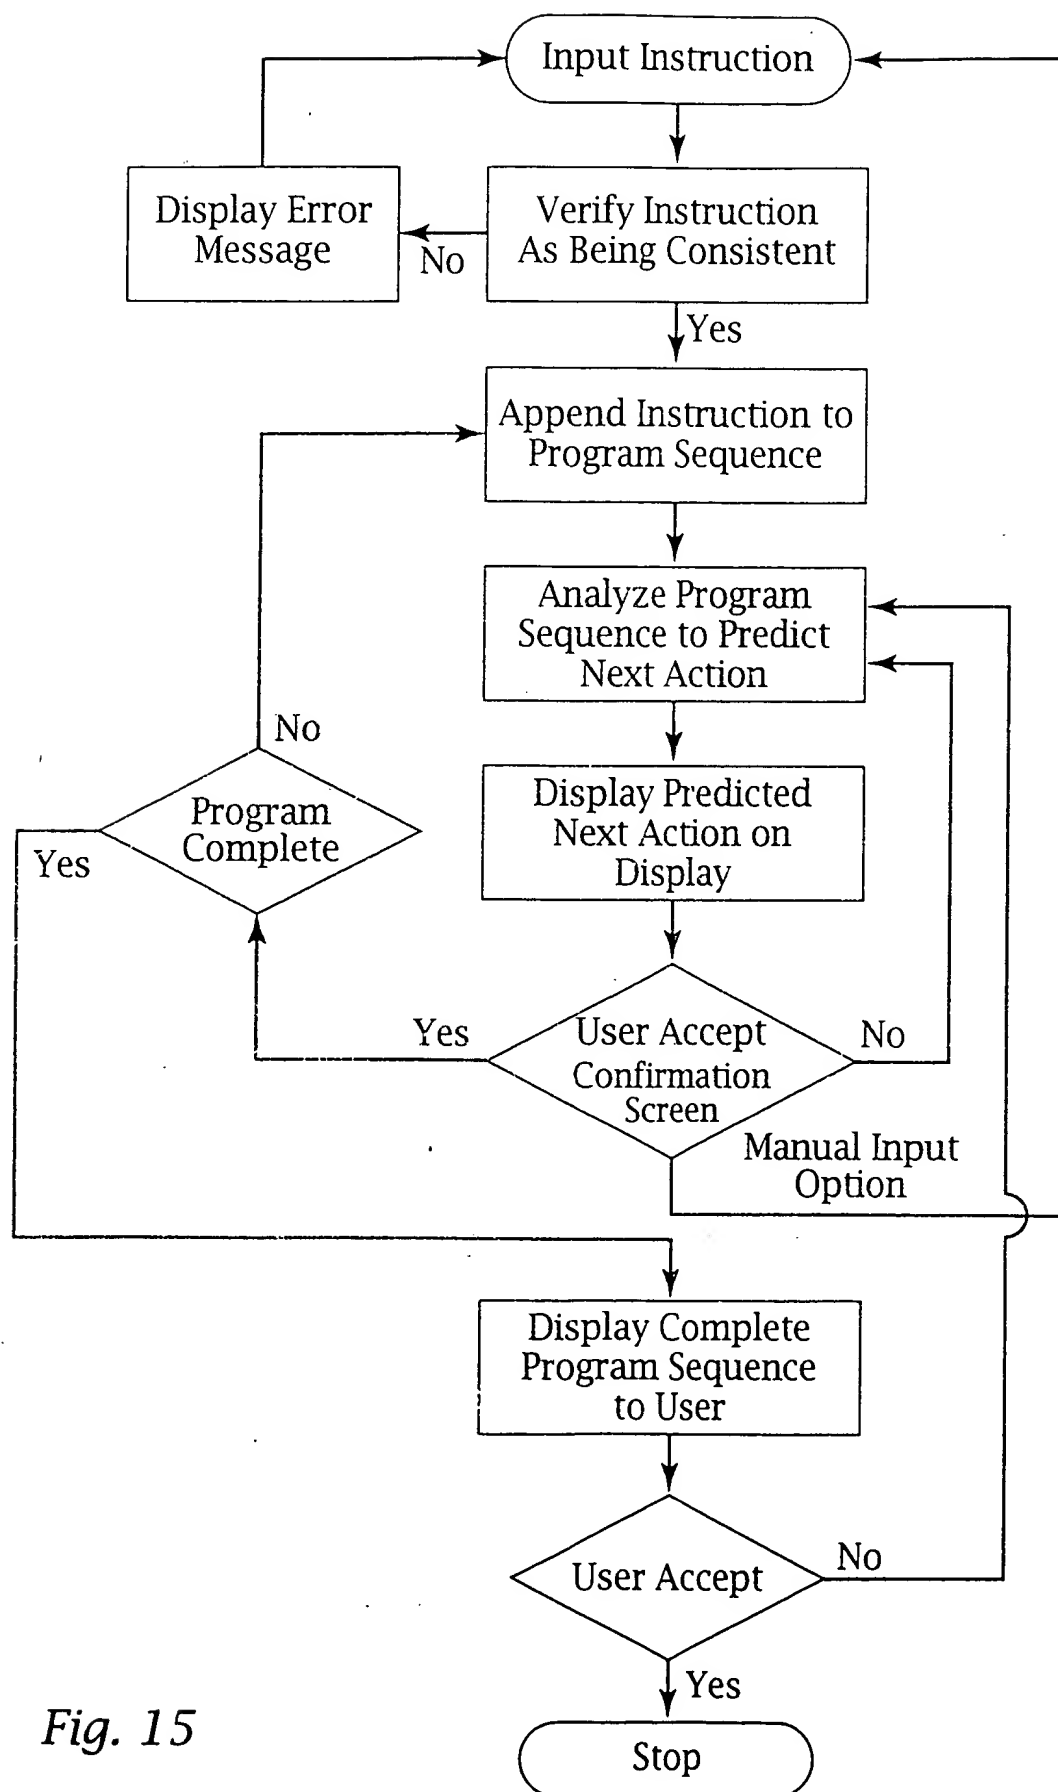 Input Instruction
Display Error
Message
No
Verify Instruction
As Being Consistent
Yes
Append Instruction to
Program Sequence
Analyze Program
Sequence to Predict
Next Action
No
Program
Complete
Yes
Display Predicted
Next Action on
Display
Yes
User Accept
Confirmation
Screen
No
Manual Input
Option
Display Complete
Program Sequence
to User
User Accept
No
Yes
Stop
Fig. 15